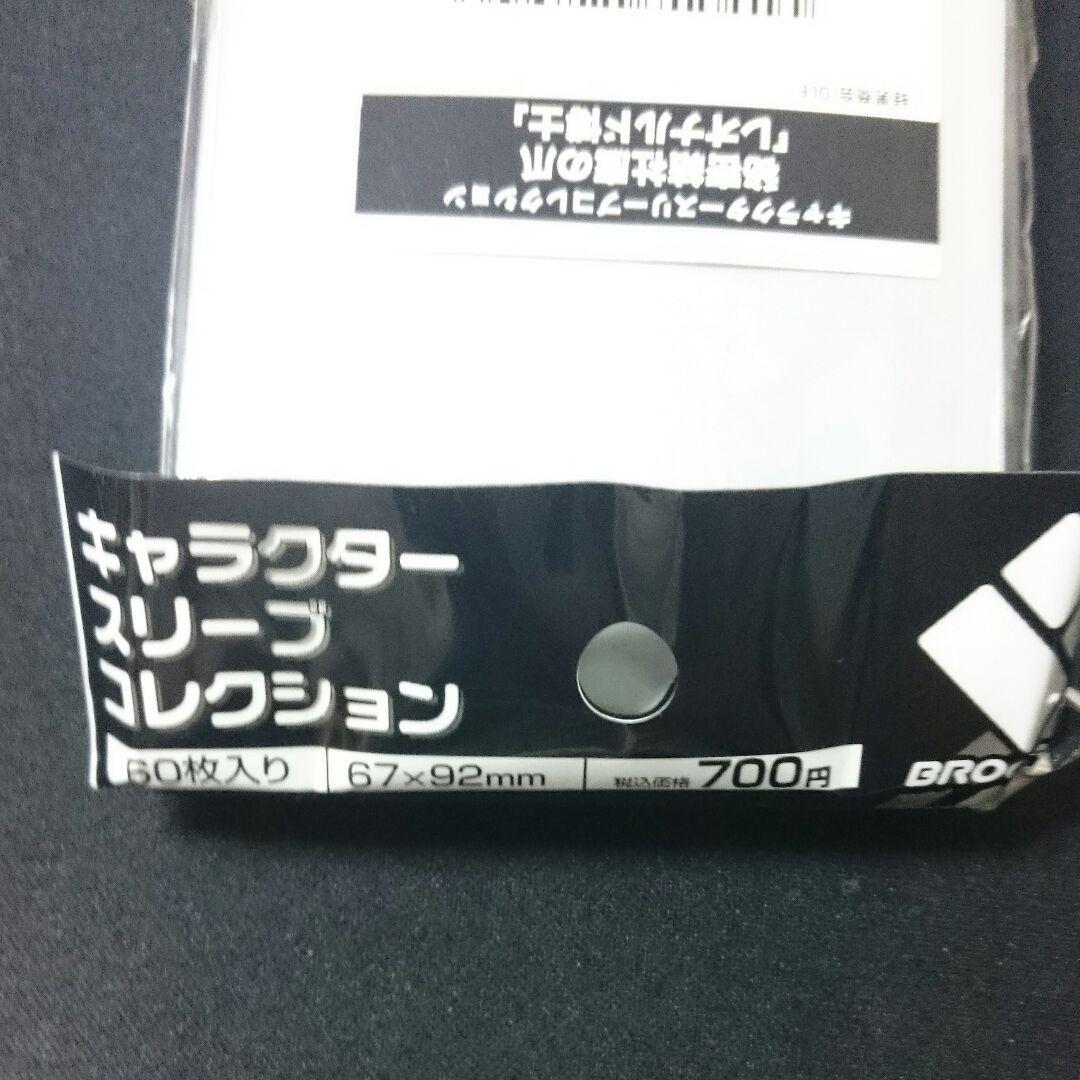 キャラクター
スリーブ
コレクション
60枚入り
67×92mm
税込価格 700円
キャラクタースリーブコレクション
秘密結社鷹の爪
「レオナルド博士」
DLE